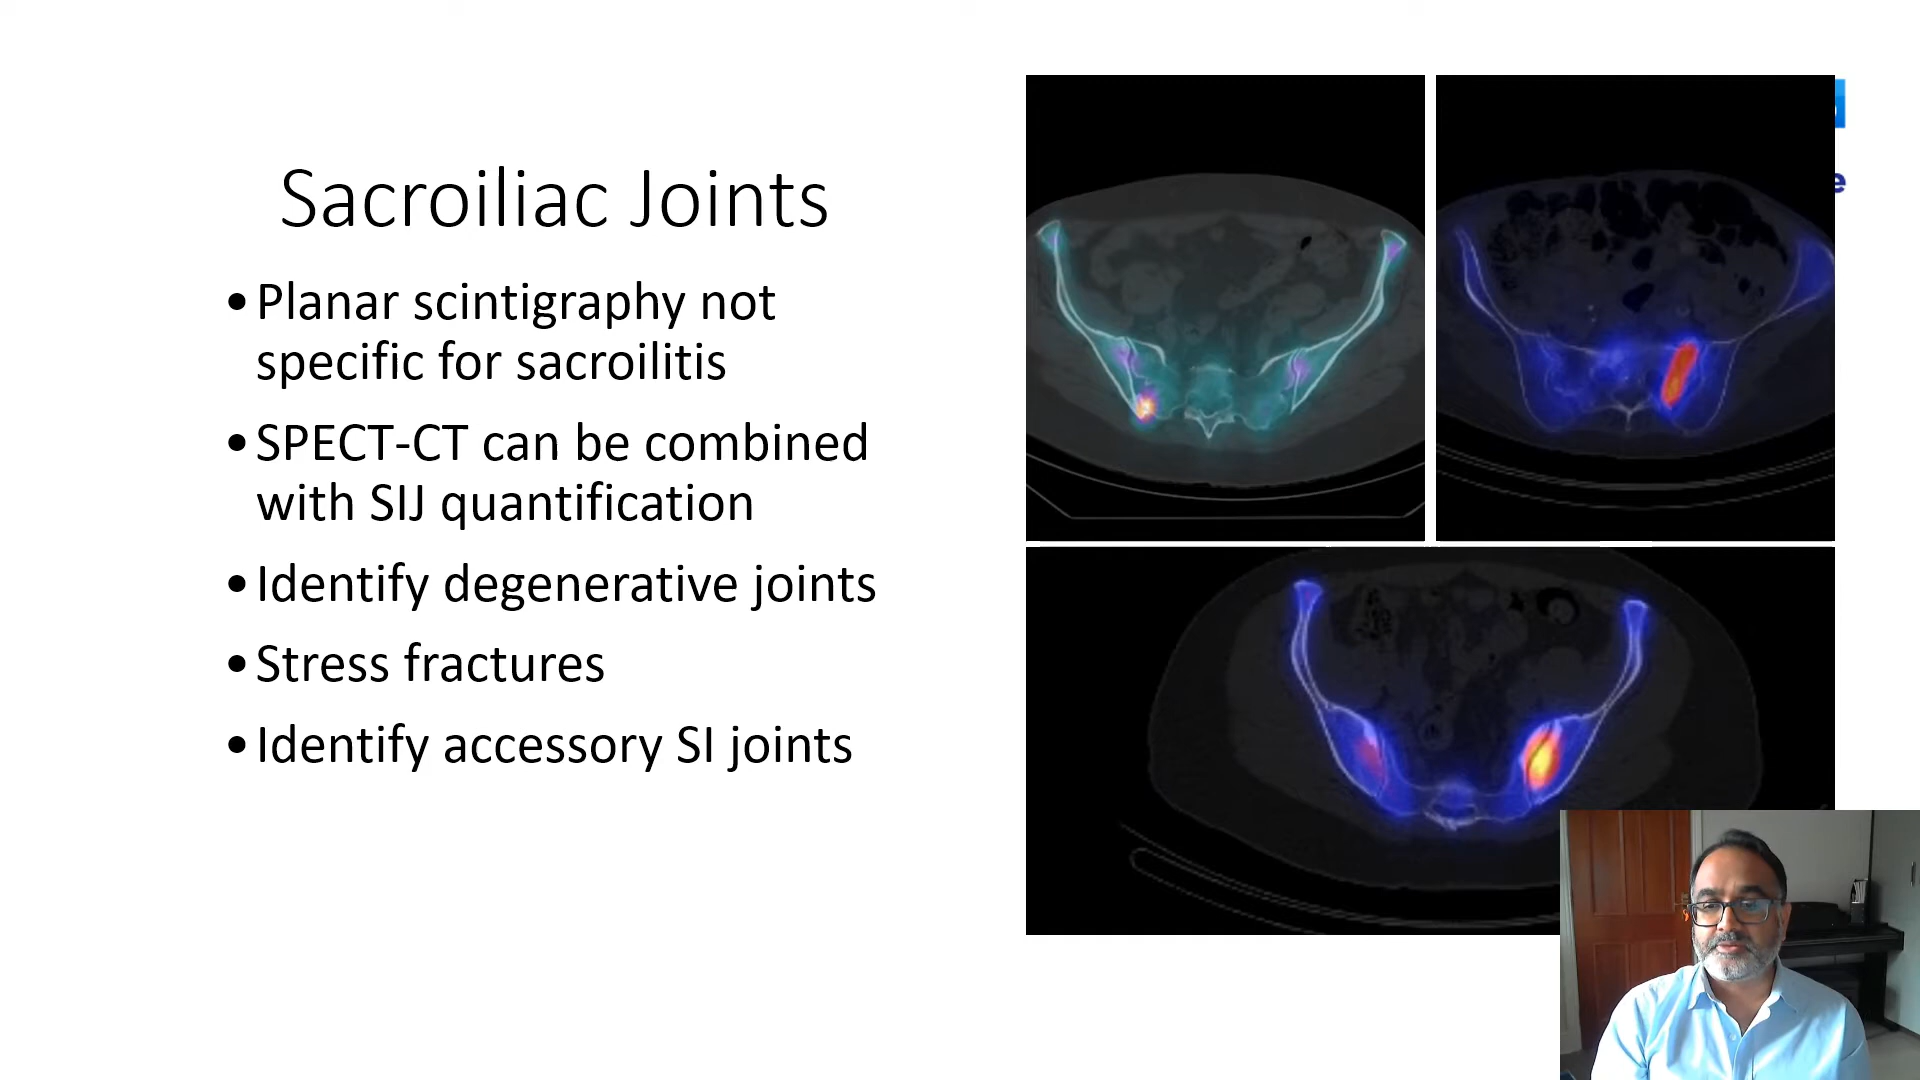 Sacroiliac Joints
•Planar scintigraphy not
specific for sacroilitis
•SPECT-CT can be combined
with SIJ quantification
•Identify degenerative joints
•Stress fractures
•Identify accessory SI joints